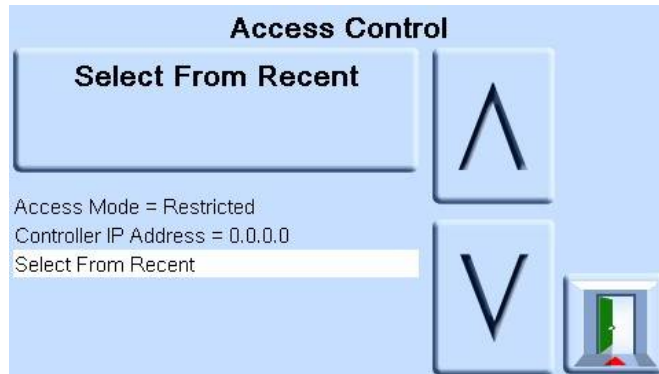 Access Control
Select From Recent
Access Mode = Restricted
Controller IP Address = 0.0.0.0
Select From Recent